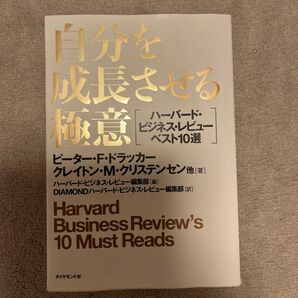 自分を
成長させる
極意
ハーバード・
ビジネス・レビュー
ベスト10選
ピーター・F・ドラッカー
クレイトン・M・クリステンセン他[著]
ハーバード・ビジネス・レビュー編集部[編]
DIAMONDハーバード・ビジネス・レビュー編集部[訳]
Harvard
Business Review's
10 Must Reads
ダイヤモンド社